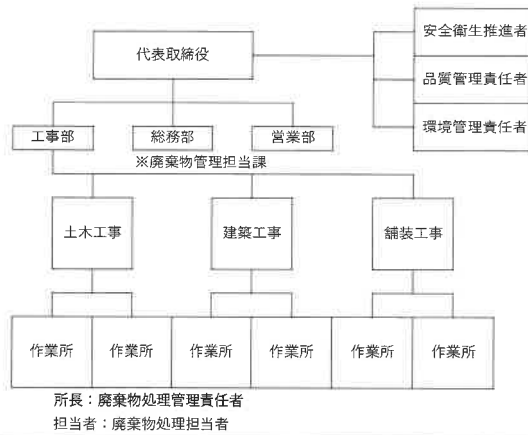 代表取締役
安全衛生推進者
品質管理責任者
環境管理責任者
工事部
総務部
営業部
※廃棄物管理担当課
土木工事
建築工事
舗装工事
作業所
作業所
作業所
作業所
作業所
作業所
所長：廃棄物処理管理責任者
担当者：廃棄物処理担当者